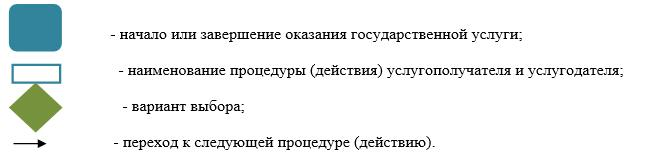 - начало или завершение оказания государственной услуги;
- наименование процедуры (действия) услугополучателя и услугодателя;
- вариант выбора;
- переход к следующей процедуре (действию).